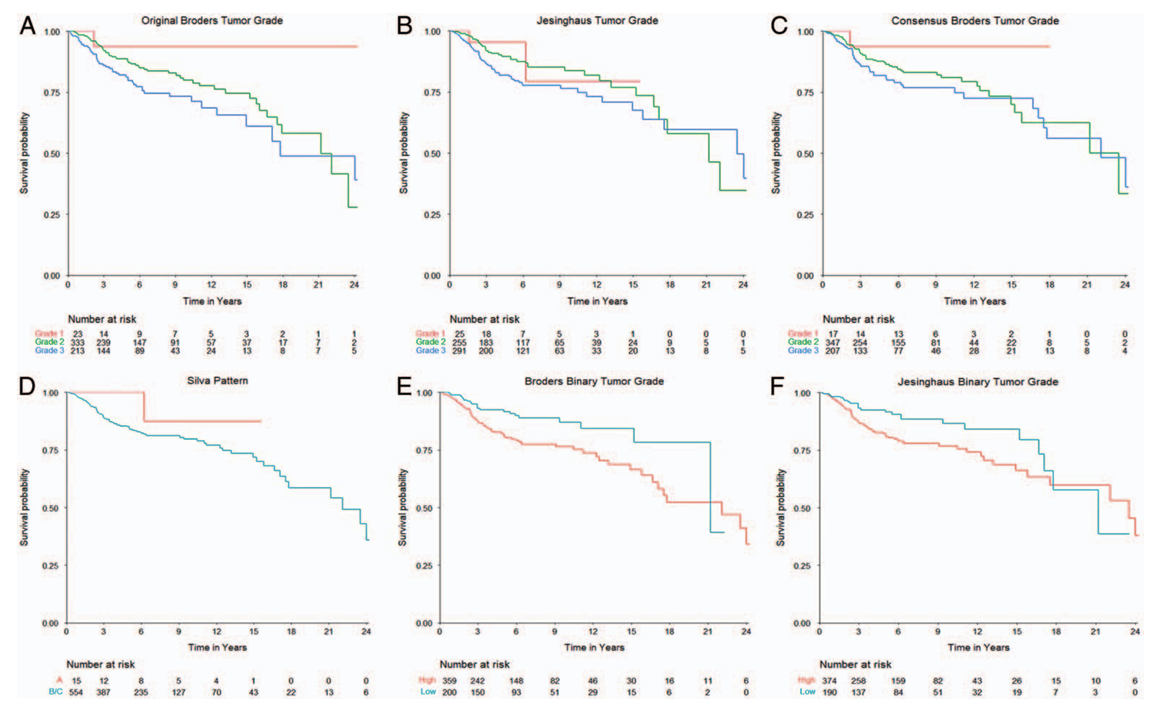 A
Original Broders Tumor Grade
1.00
0.75
0.50
0.25
0.00
Survival probability
0 3 6 9 12 15 18 21 24
Time in Years
Number at risk
Grade 1 23 14 9 7 5 3 2 1 1
Grade 2 333 239 147 91 57 37 17 7 2
Grade 3 213 144 89 43 24 13 8 7 5
B
Jesinghaus Tumor Grade
1.00
0.75
0.50
0.25
0.00
Survival probability
0 3 6 9 12 15 18 21 24
Time in Years
Number at risk
Grade 1 25 18 7 5 3 1 0 0 0
Grade 2 255 183 117 65 39 24 9 5 1
Grade 3 291 200 121 63 33 20 13 8 5
C
Consensus Broders Tumor Grade
1.00
0.75
0.50
0.25
0.00
Survival probability
0 3 6 9 12 15 18 21 24
Time in Years
Number at risk
Grade 1 17 14 13 6 3 2 1 0 0
Grade 2 347 254 155 81 44 22 8 5 2
Grade 3 207 133 77 46 28 21 13 8 4
D
Silva Pattern
1.00
0.75
0.50
0.25
0.00
Survival probability
0 3 6 9 12 15 18 21 24
Time in Years
Number at risk
A 15 12 8 5 4 1 0 0 0
B/C 554 387 235 127 70 43 22 13 6
E
Broders Binary Tumor Grade
1.00
0.75
0.50
0.25
0.00
Survival probability
0 3 6 9 12 15 18 21 24
Time in Years
Number at risk
High 359 242 148 82 46 30 16 11 6
Low 200 150 93 51 29 15 6 2 0
F
Jesinghaus Binary Tumor Grade
1.00
0.75
0.50
0.25
0.00
Survival probability
0 3 6 9 12 15 18 21 24
Time in Years
Number at risk
High 374 258 159 82 43 26 15 10 6
Low 190 137 84 51 32 19 7 3 0